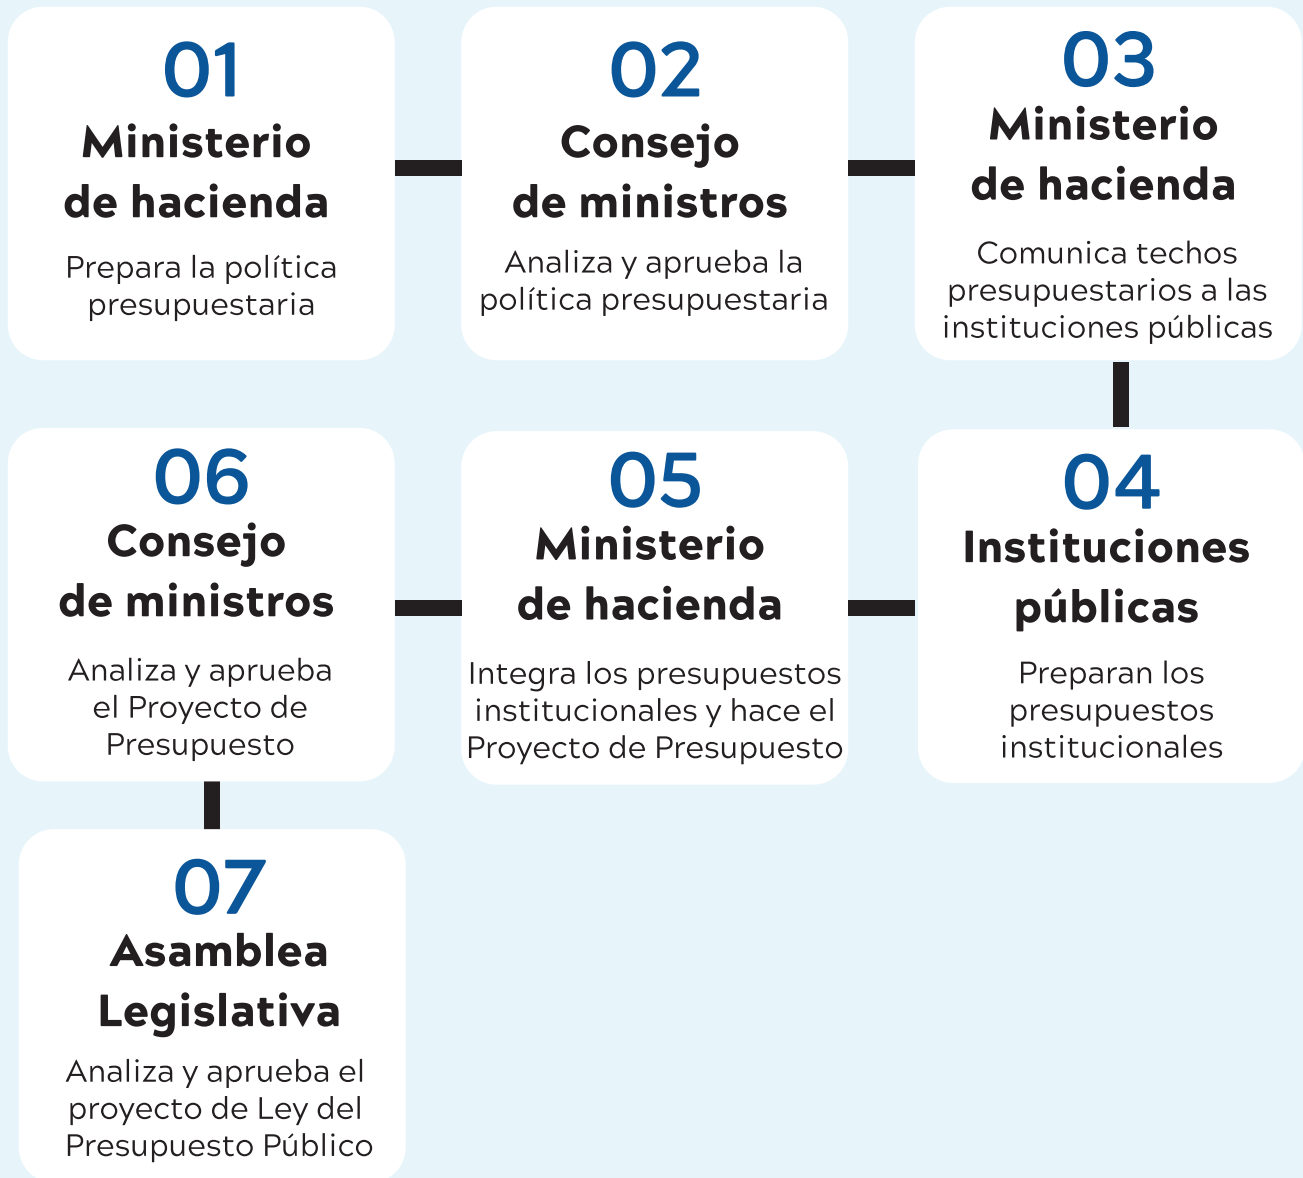 01
Ministerio
de hacienda
Prepara la política
presupuestaria
02
Consejo
de ministros
Analiza y aprueba la
política presupuestaria
03
Ministerio
de hacienda
Comunica techos
presupuestarios a las
instituciones públicas
04
Instituciones
públicas
Preparan los
presupuestos
institucionales
05
Ministerio
de hacienda
Integra los presupuestos
institucionales y hace el
Proyecto de Presupuesto
06
Consejo
de ministros
Analiza y aprueba
el Proyecto de
Presupuesto
07
Asamblea
Legislativa
Analiza y aprueba el
proyecto de Ley del
Presupuesto Público